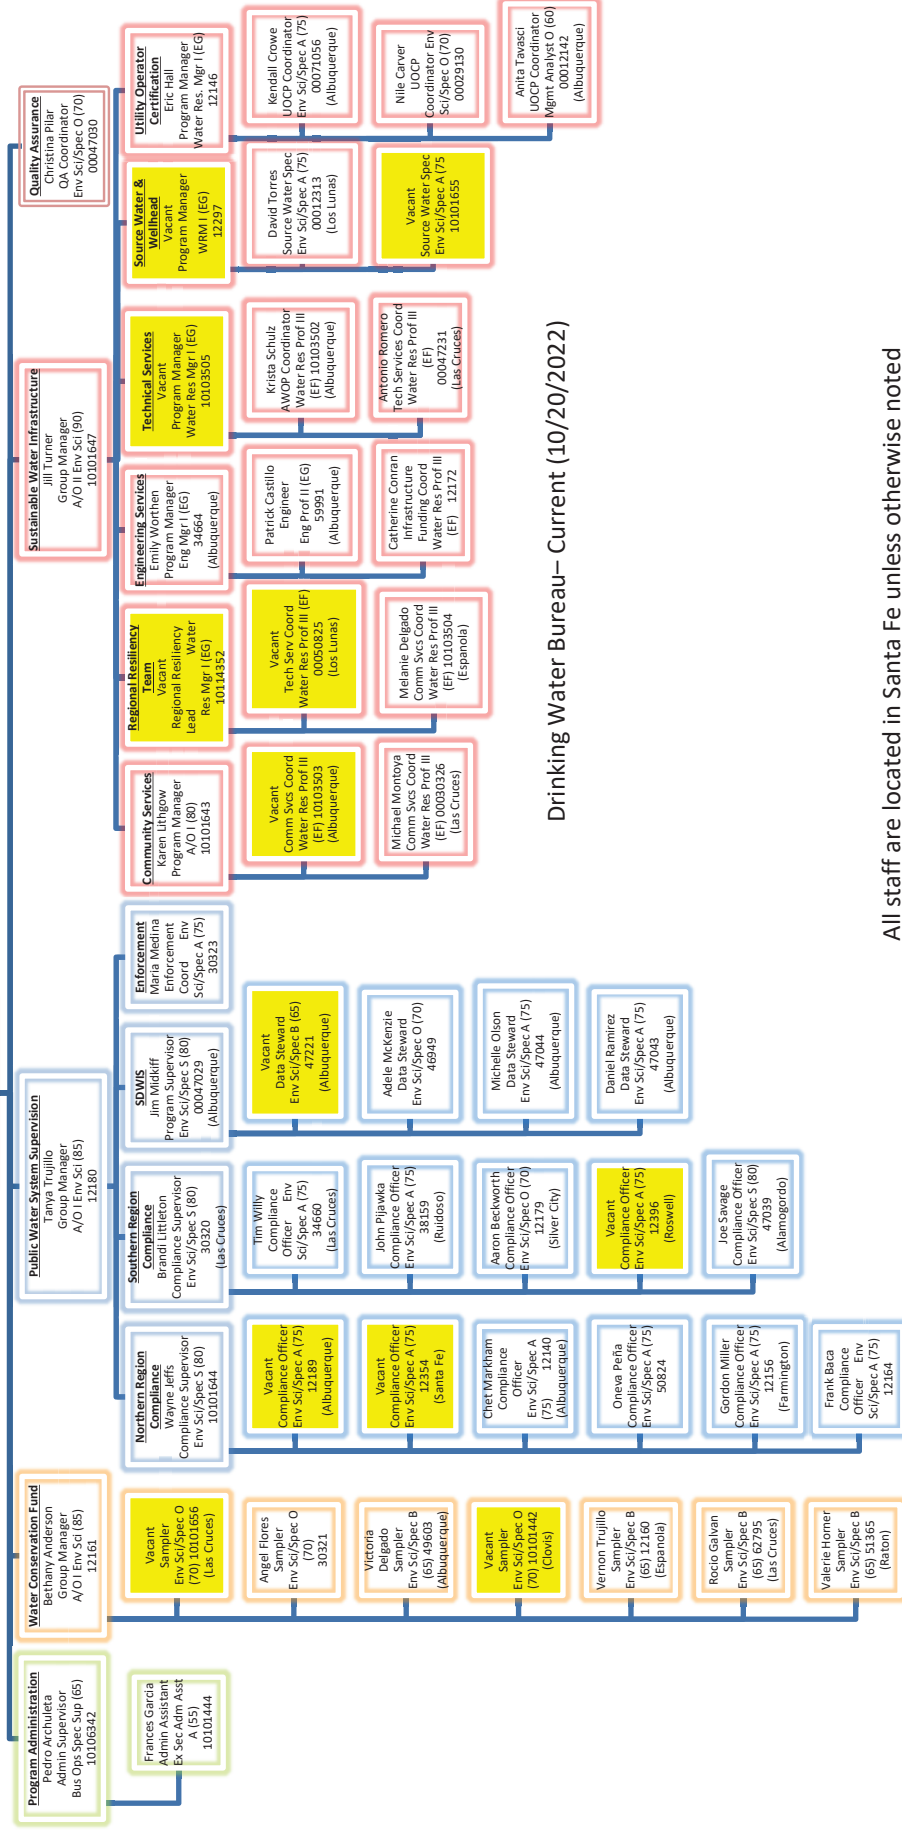 Program Administration
Pedro Archuleta
Admin Supervisor
Bus Ops Spec Sup (65)
10106342
Frances Garcia
Admin Assistant
Ex Sec Adm Asst
A (55)
10101444
Water Conservation Fund
Bethany Anderson
Group Manager
A/O I Env Sci (85)
12161
Vacant
Sampler
Env Sci/Spec O
(70) 10101656
(Las Cruces)
Angel Flores
Sampler
Env Sci/Spec O
(70)
30321
Victoria
Delgado
Sampler
Env Sci/Spec B
(65) 49603
(Albuquerque)
Vacant
Sampler
Env Sci/Spec O
(70) 10101442
(Clovis)
Vernon Trujillo
Sampler
Env Sci/Spec B
(65) 12160
(Espanola)
Rocio Galvan
Sampler
Env Sci/Spec B
(65) 62795
(Las Cruces)
Valerie Horner
Sampler
Env Sci/Spec B
(65) 51365
(Raton)
Public Water System Supervision
Tanya Trujillo
Group Manager
A/O I Env Sci (85)
12180
Northern Region
Compliance
Wayne Jeffs
Compliance Supervisor
Env Sci/Spec S (80)
10101644
Vacant
Compliance Officer
Env Sci/Spec A (75)
12189
(Albuquerque)
Vacant
Compliance Officer
Env Sci/Spec A (75)
12354
(Santa Fe)
Chet Markham
Compliance
Officer
Env Sci/Spec A
(75) 12140
(Albuquerque)
Oneva Peña
Compliance Officer
Env Sci/Spec A (75)
50824
Gordon Miller
Compliance Officer
Env Sci/Spec A (75)
12156
(Farmington)
Frank Baca
Compliance
Officer Env
Sci/Spec A (75)
12164
Southern Region
Compliance
Brandi Littleton
Compliance Supervisor
Env Sci/Spec S (80)
30320
(Las Cruces)
Tim Willy
Compliance
Officer Env
Sci/Spec A (75)
34660
(Las Cruces)
John Pijawka
Compliance Officer
Env Sci/Spec A (75)
38159
(Ruidoso)
Aaron Beckworth
Compliance Officer
Env Sci/Spec O (70)
12179
(Silver City)
Vacant
Compliance Officer
Env Sci/Spec A (75)
12396
(Roswell)
Joe Savage
Compliance Officer
Env Sci/Spec S (80)
47039
(Alamogordo)
SDWIS
Jim Midkiff
Program Supervisor
Env Sci/Spec S (80)
00047029
(Albuquerque)
Vacant
Data Steward
Env Sci/Spec B (65)
47221
(Albuquerque)
Adele McKenzie
Data Steward
Env Sci/Spec O (70)
46949
Michelle Olson
Data Steward
Env Sci/Spec A (75)
47044
(Albuquerque)
Daniel Ramirez
Data Steward
Env Sci/Spec A (75)
47043
(Albuquerque)
Enforcement
Maria Medina
Enforcement
Coord Env
Sci/Spec A (75)
30323
Sustainable Water Infrastructure
Jill Turner
Group Manager
A/O II Env Sci (90)
10101647
Community Services
Karen Lithgow
Program Manager
A/O I (80)
10101643
Vacant
Comm Svcs Coord
Water Res Prof III
(EF) 10103503
(Albuquerque)
Michael Montoya
Comm Svcs Coord
Water Res Prof III
(EF) 00030326
(Las Cruces)
Regional Resiliency
Team
Vacant
Regional Resiliency
Lead Water
Res Mgr I (EG)
10114352
Vacant
Tech Serv Coord
Water Res Prof III (EF)
00050825
(Los Lunas)
Melanie Delgado
Comm Svcs Coord
Water Res Prof III
(EF) 10103504
(Espanola)
Engineering Services
Emily Worthen
Program Manager
Eng Mgr I (EG)
34664
(Albuquerque)
Patrick Castillo
Engineer
Eng Prof II (EG)
59991
(Albuquerque)
Catherine Conran
Infrastructure
Funding Coord
Water Res Prof III
(EF) 12172
Technical Services
Vacant
Program Manager
Water Res Mgr I (EG)
10103505
Krista Schulz
AWOP Coordinator
Water Res Prof III
(EF) 10103502
(Albuquerque)
Antonio Romero
Tech Services Coord
Water Res Prof III
(EF)
00047231
(Las Cruces)
Source Water &
Wellhead
Vacant
Program Manager
WRM I (EG)
12297
David Torres
Source Water Spec
Env Sci/Spec A (75)
00012313
(Los Lunas)
Vacant
Source Water Spec
Env Sci/Spec A (75
10101655
Utility Operator
Certification
Eric Hall
Program Manager
Water Res. Mgr I (EG)
12146
Kendall Crowe
UOCP Coordinator
Env Sci/Spec A (75)
00071056
(Albuquerque)
Nile Carver
UOCP
Coordinator Env
Sci/Spec O (70)
00029130
Anita Tavasci
UOCP Coordinator
Mgmt Analyst O (60)
00012142
(Albuquerque)
Quality Assurance
Christina Pilar
QA Coordinator
Env Sci/Spec O (70)
00047030
Drinking Water Bureau– Current (10/20/2022)
All staff are located in Santa Fe unless otherwise noted